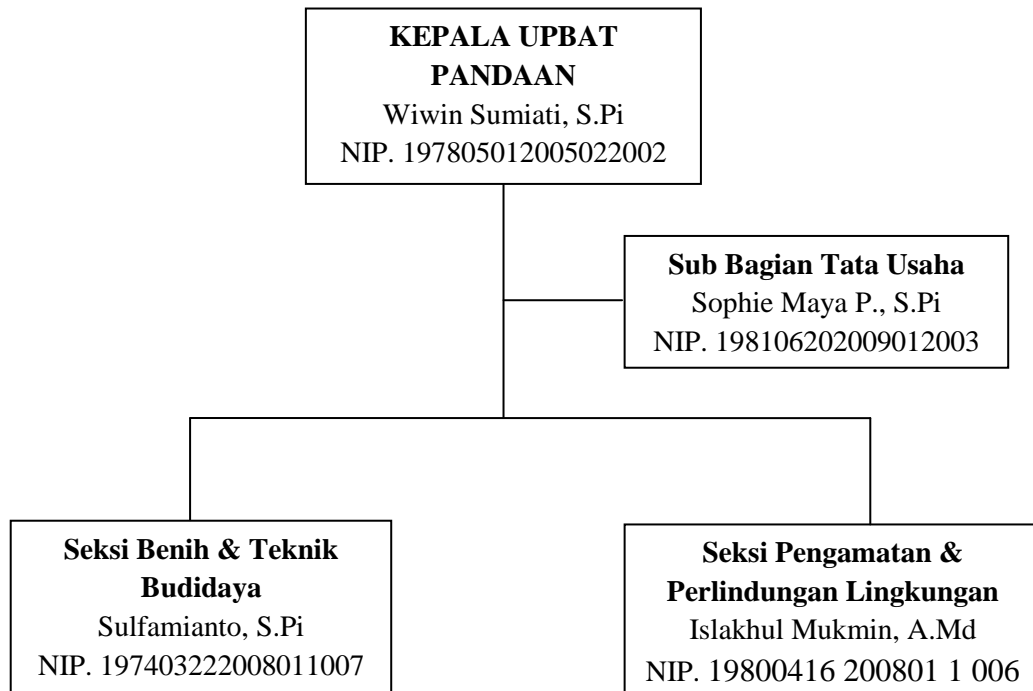 KEPALA UPBAT
PANDAAN
Wiwin Sumiati, S.Pi
NIP. 197805012005022002
Sub Bagian Tata Usaha
Sophie Maya P., S.Pi
NIP. 198106202009012003
Seksi Benih & Teknik
Budidaya
Sulfamianto, S.Pi
NIP. 197403222008011007
Seksi Pengamatan &
Perlindungan Lingkungan
Islakhul Mukmin, A.Md
NIP. 19800416 200801 1 006